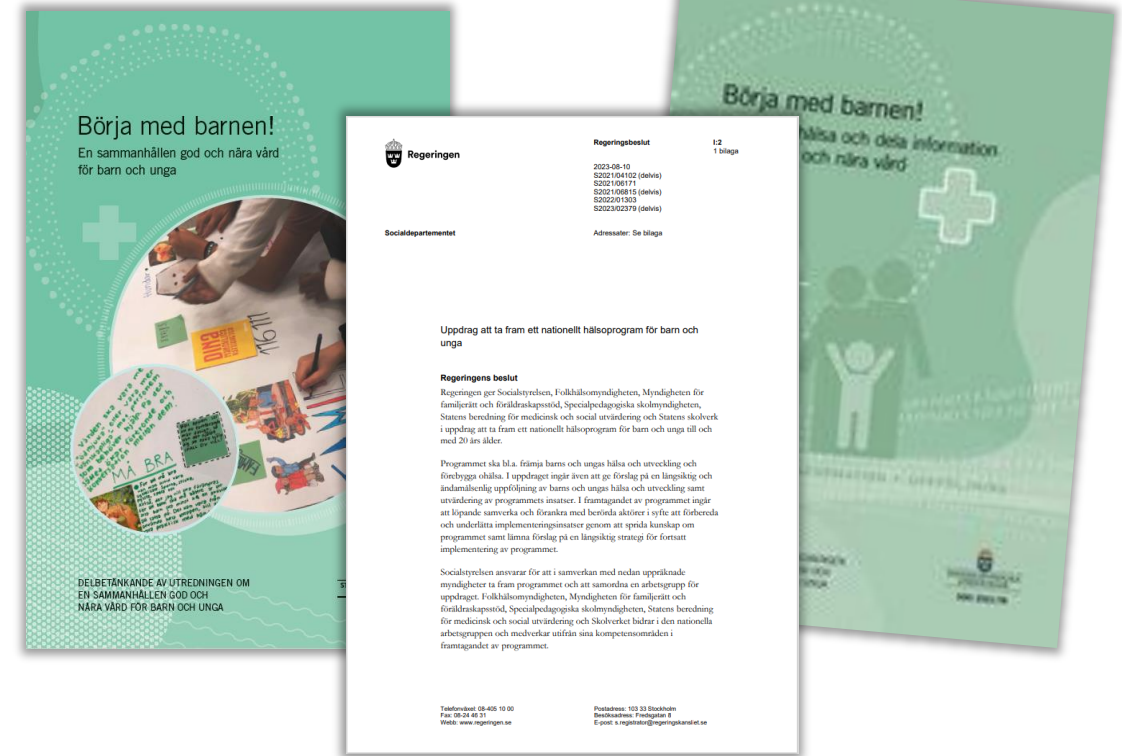 Börja med barnen!
En sammanhållen god och nära vård
för barn och unga
MÅ BRA
DELBETÄNKANDE AV UTREDNINGEN OM
EN SAMMANHÅLLEN GOD OCH
NÄRA VÅRD FÖR BARN OCH UNGA
Regeringen
Regeringsbeslut
I:2
1 bilaga
2023-08-10
S2021/04102 (delvis)
S2021/06171
S2021/06815 (delvis)
S2022/01303
S2023/02379 (delvis)
Socialdepartementet
Adressater: Se bilaga
Uppdrag att ta fram ett nationellt hälsoprogram för barn och
unga
Regeringens beslut
Regeringen ger Socialstyrelsen, Folkhälsomyndigheten, Myndigheten för
familjerätt och föräldraskapsstöd, Specialpedagogiska skolmyndigheten,
Statens beredning för medicinsk och social utvärdering och Statens skolverk
i uppdrag att ta fram ett nationellt hälsoprogram för barn och unga till och
med 20 års ålder.
Programmet ska bl.a. främja barns och ungas hälsa och utveckling och
förebygga ohälsa. I uppdraget ingår även att ge förslag på en långsiktig och
ändamålsenlig uppföljning av barns och ungas hälsa och utveckling samt
utvärdering av programmets insatser. I framtagandet av programmet ingår
att löpande samverka och förankra med berörda aktörer i syfte att förbereda
och underlätta implementeringsinsatser genom att sprida kunskap om
programmet samt lämna förslag på en långsiktig strategi för fortsatt
implementering av programmet.
Socialstyrelsen ansvarar för att i samverkan med nedan uppräknade
myndigheter ta fram programmet och att samordna en arbetsgrupp för
uppdraget. Folkhälsomyndigheten, Myndigheten för familjerätt och
föräldraskapsstöd, Specialpedagogiska skolmyndigheten, Statens beredning
för medicinsk och social utvärdering och Skolverket bidrar i den nationella
arbetsgruppen och medverkar utifrån sina kompetensområden i
framtagandet av programmet.
Telefonväxel: 08-405 10 00
Fax: 08-24 46 31
Webb: www.regeringen.se
Postadress: 103 33 Stockholm
Besöksadress: Fredsgatan 8
E-post: s.registrator@regeringskansliet.se
Börja med barnen!
hälsa och dela information
och nära vård